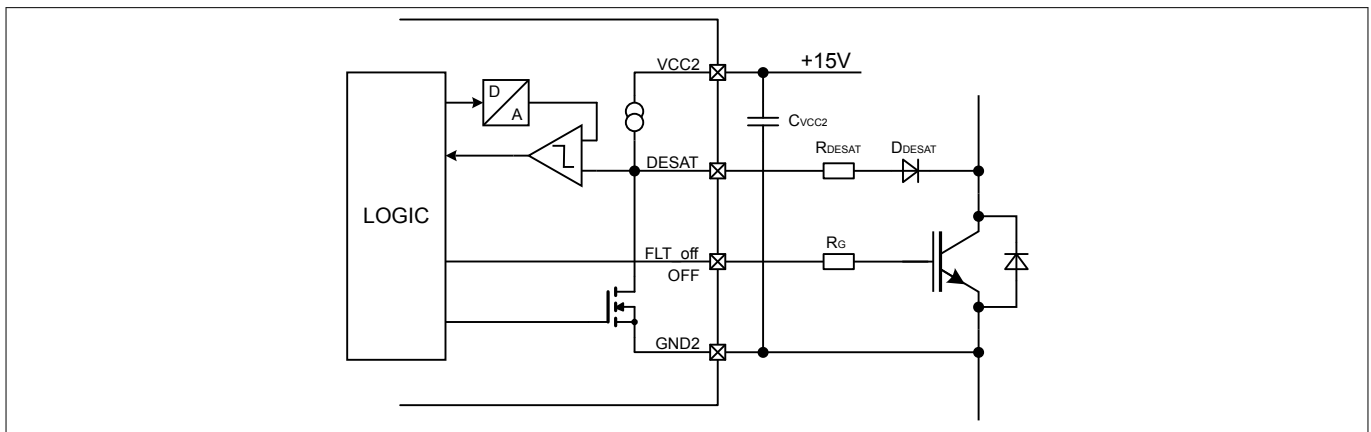 VCC2
+15V
D
A
CVCC2
DESAT
RDESAT
DDESAT
LOGIC
FLT_off
RG
OFF
GND2